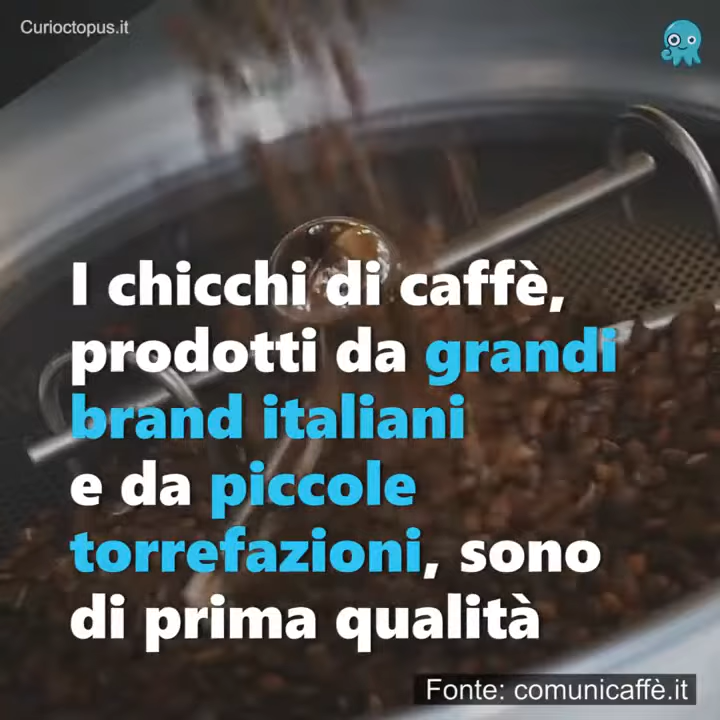 Curioctopus.it
I chicchi di caffè,
prodotti da grandi
brand italiani
e da piccole
torrefazioni, sono
di prima qualità
Fonte: comunicaffè.it